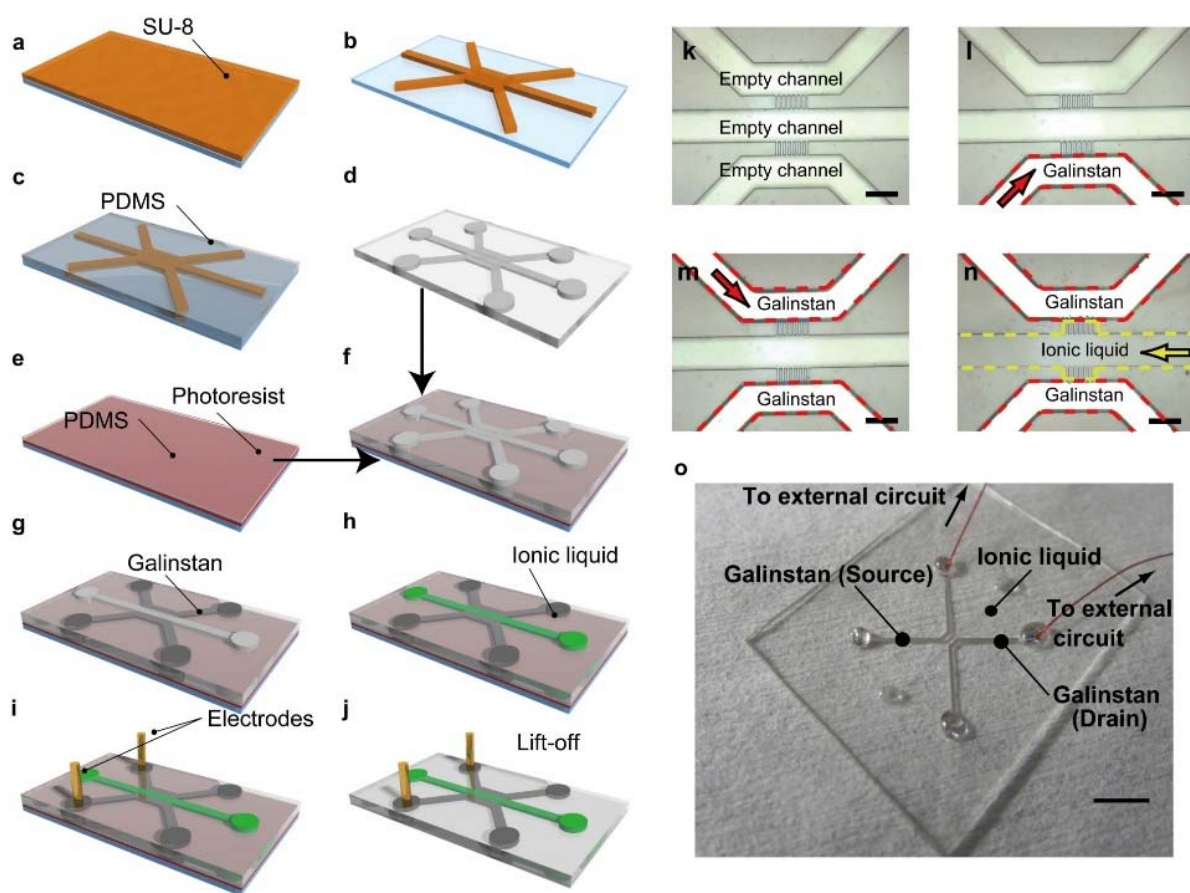 a
SU-8
b
c
PDMS
d
e
Photoresist
PDMS
f
g
Galinstan
h
Ionic liquid
i
Electrodes
j
Lift-off
k
Empty channel
Empty channel
Empty channel
l
Galinstan
m
Galinstan
Galinstan
n
Galinstan
Ionic liquid
Galinstan
o
To external circuit
Ionic liquid
Galinstan (Source)
To external
circuit
Galinstan
(Drain)